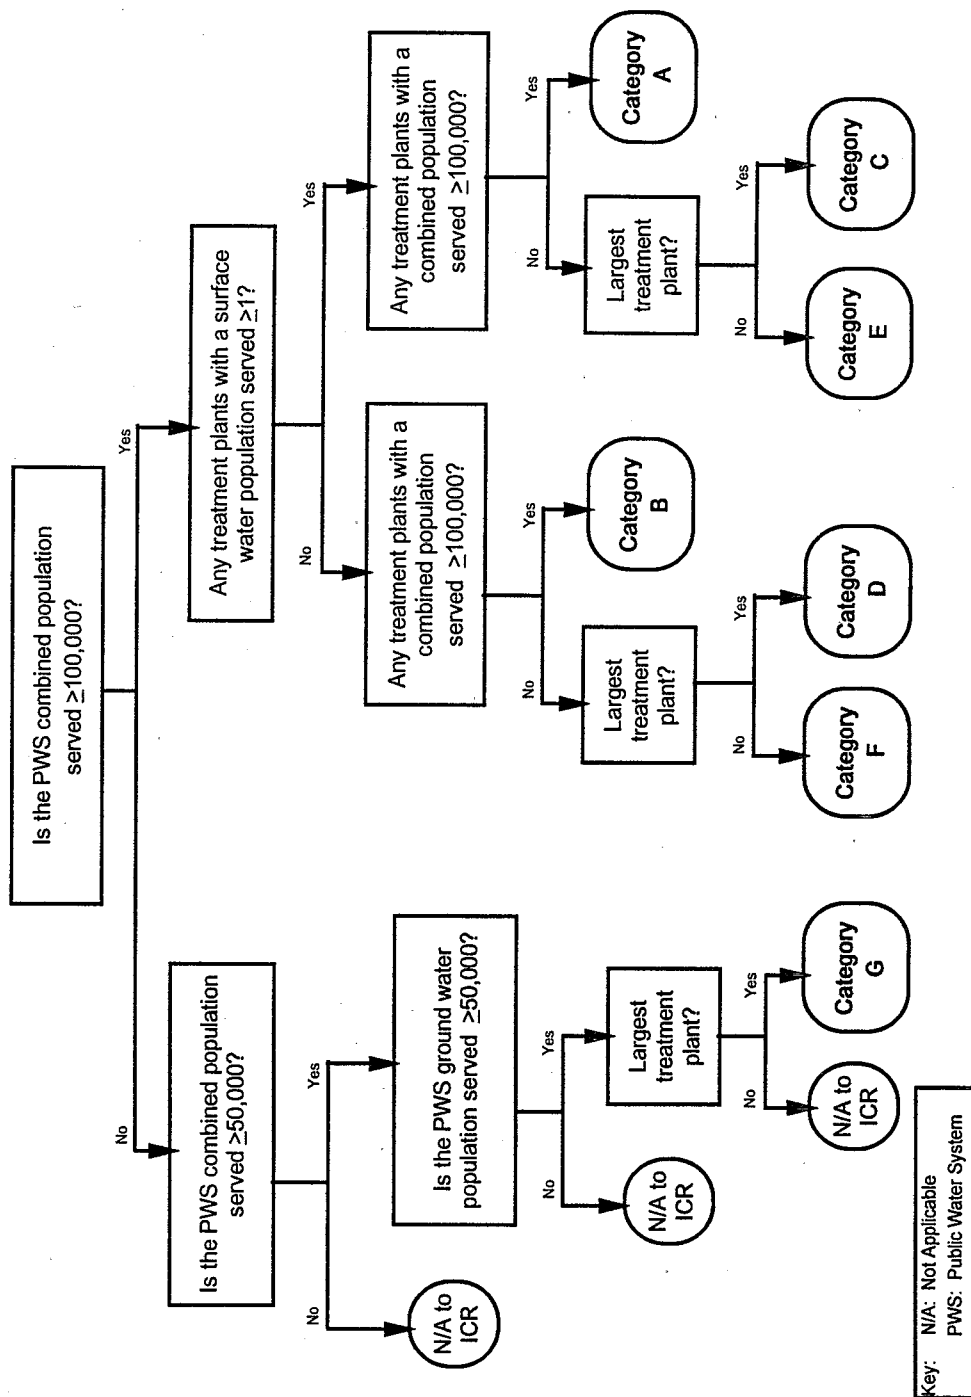 Is the PWS combined population
served ≥100,000?
No
Yes
Is the PWS combined population
served ≥50,000?
Any treatment plants with a surface
water population served ≥1?
No
Yes
No
Yes
N/A to
ICR
Is the PWS ground water
population served ≥50,000?
Any treatment plants with a
combined population
served ≥100,000?
Any treatment plants with a
combined population
served ≥100,000?
No
Yes
No
Yes
No
Yes
N/A to
ICR
Largest
treatment
plant?
Largest
treatment
plant?
Category
B
Largest
treatment
plant?
Category
A
No
Yes
No
Yes
No
Yes
N/A to
ICR
Category
G
Category
F
Category
D
Category
E
Category
C
Key: N/A: Not Applicable
PWS: Public Water System